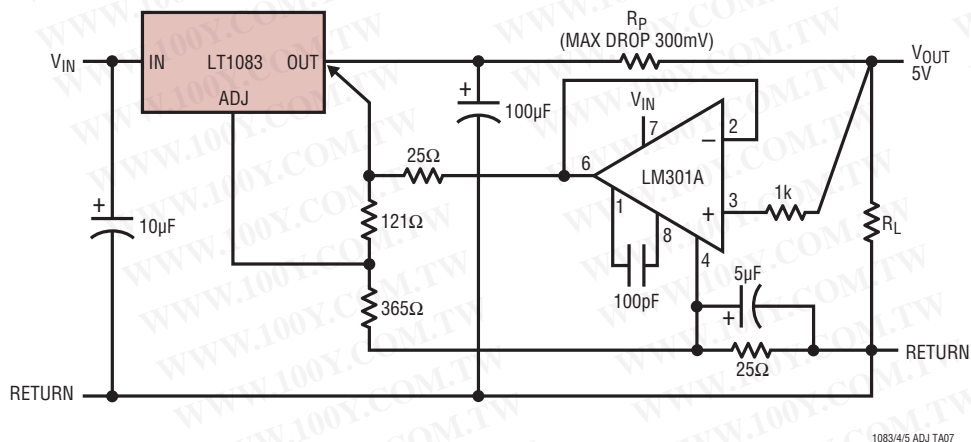 RP
(MAX DROP 300mV)
VIN
IN
LT1083
OUT
ADJ
VOUT
5V
+
100µF
VIN
7
2
–
25Ω
6
LM301A
+
10µF
121Ω
1
8
+
3
1k
RL
4
100pF
5µF
+
365Ω
25Ω
RETURN
RETURN
1083/4/5 ADJ TA07
WWW.100Y.COM.TW